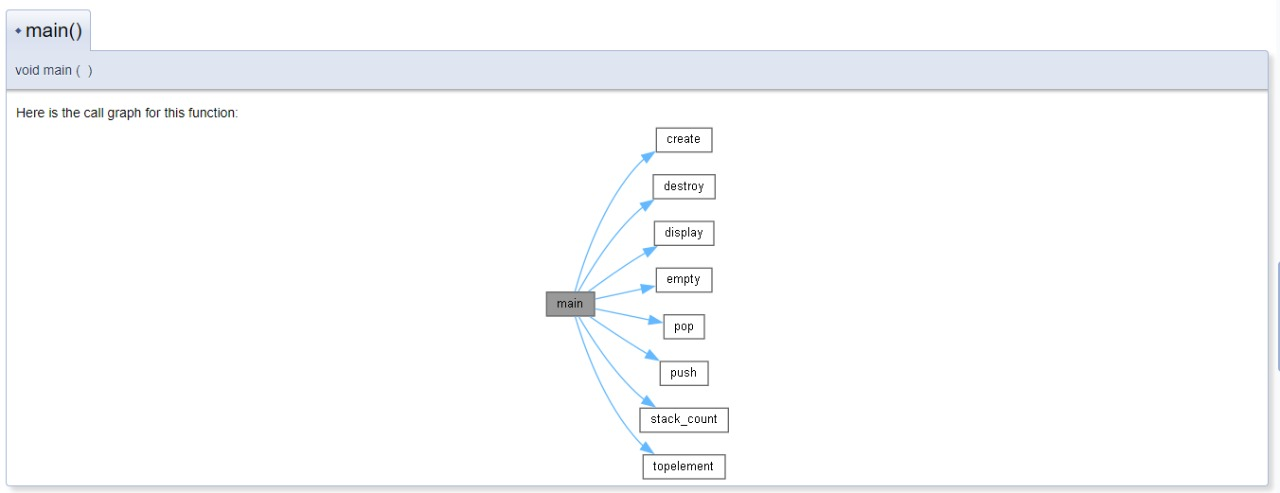 main()
void main ( )
Here is the call graph for this function:
create
destroy
display
empty
main
pop
push
stack_count
topelement